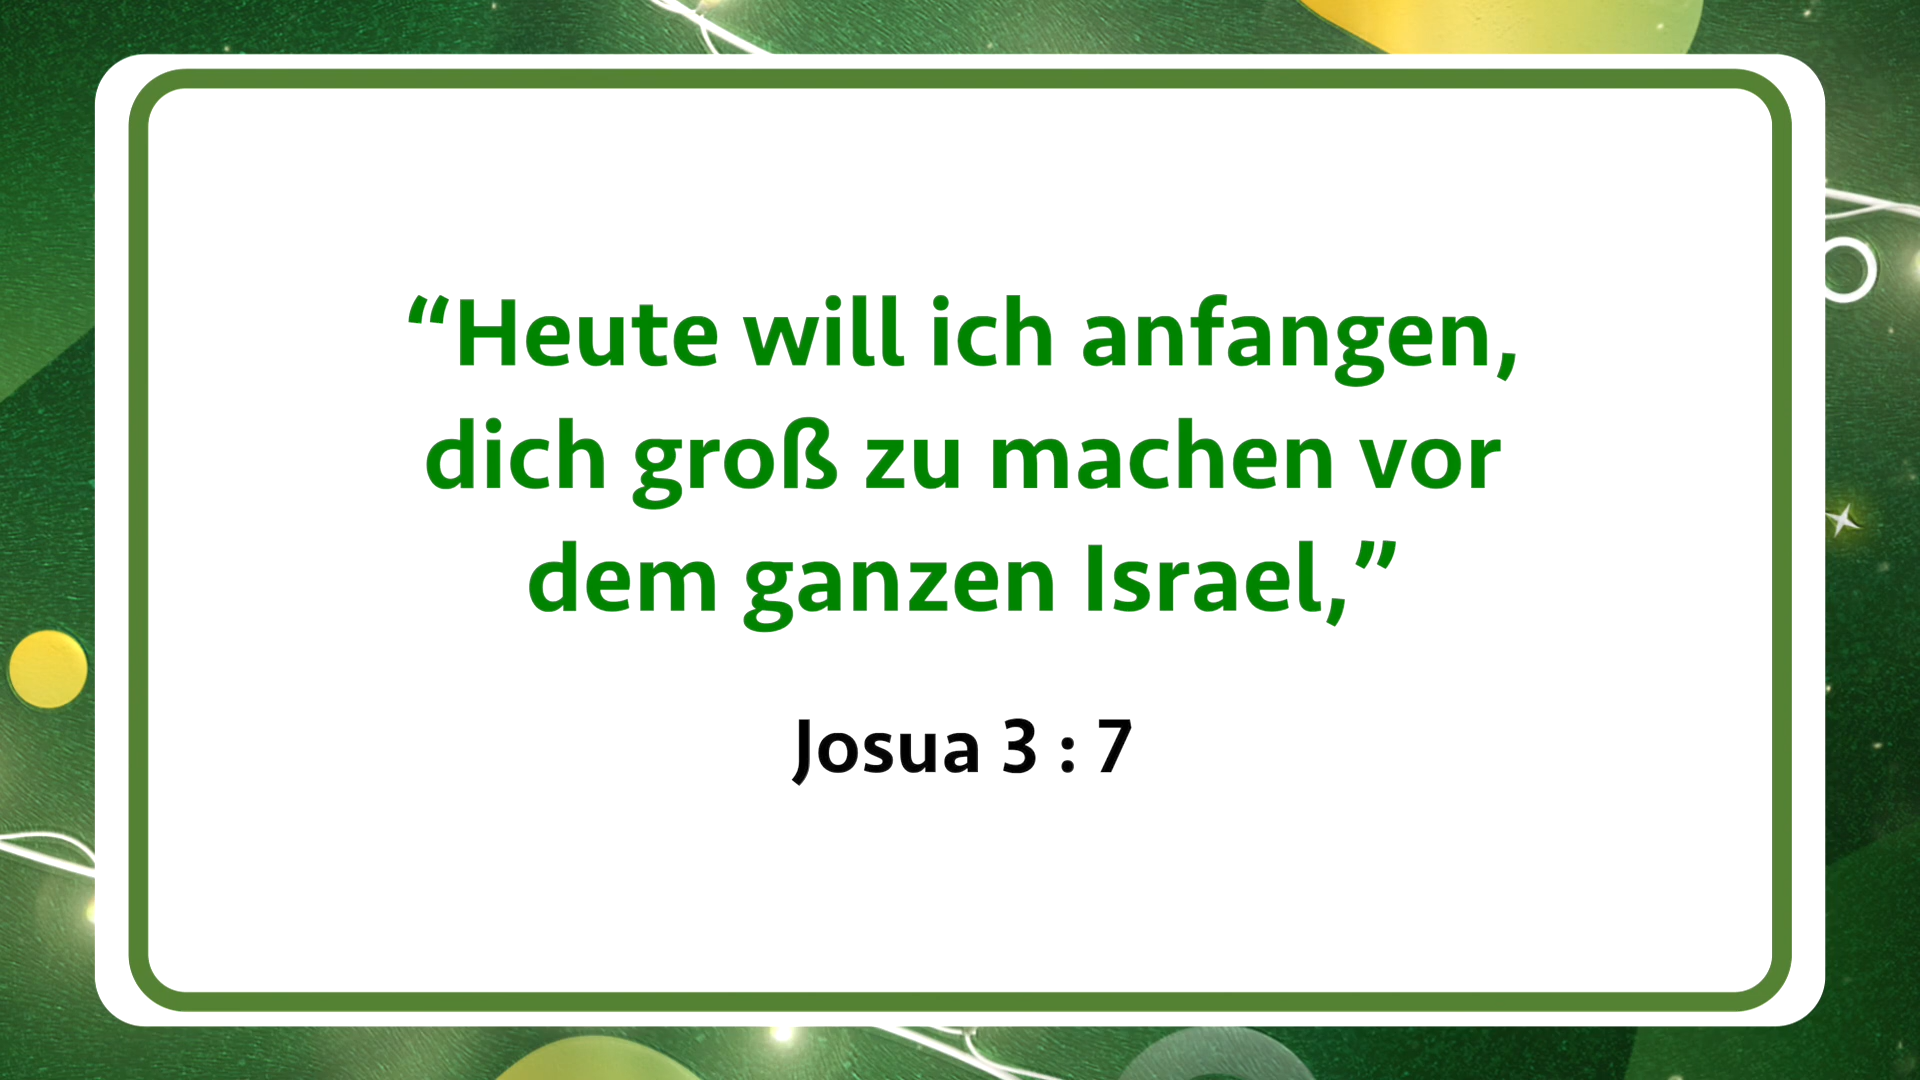 “Heute will ich anfangen,
dich groß zu machen vor
dem ganzen Israel,”
Josua 3 : 7